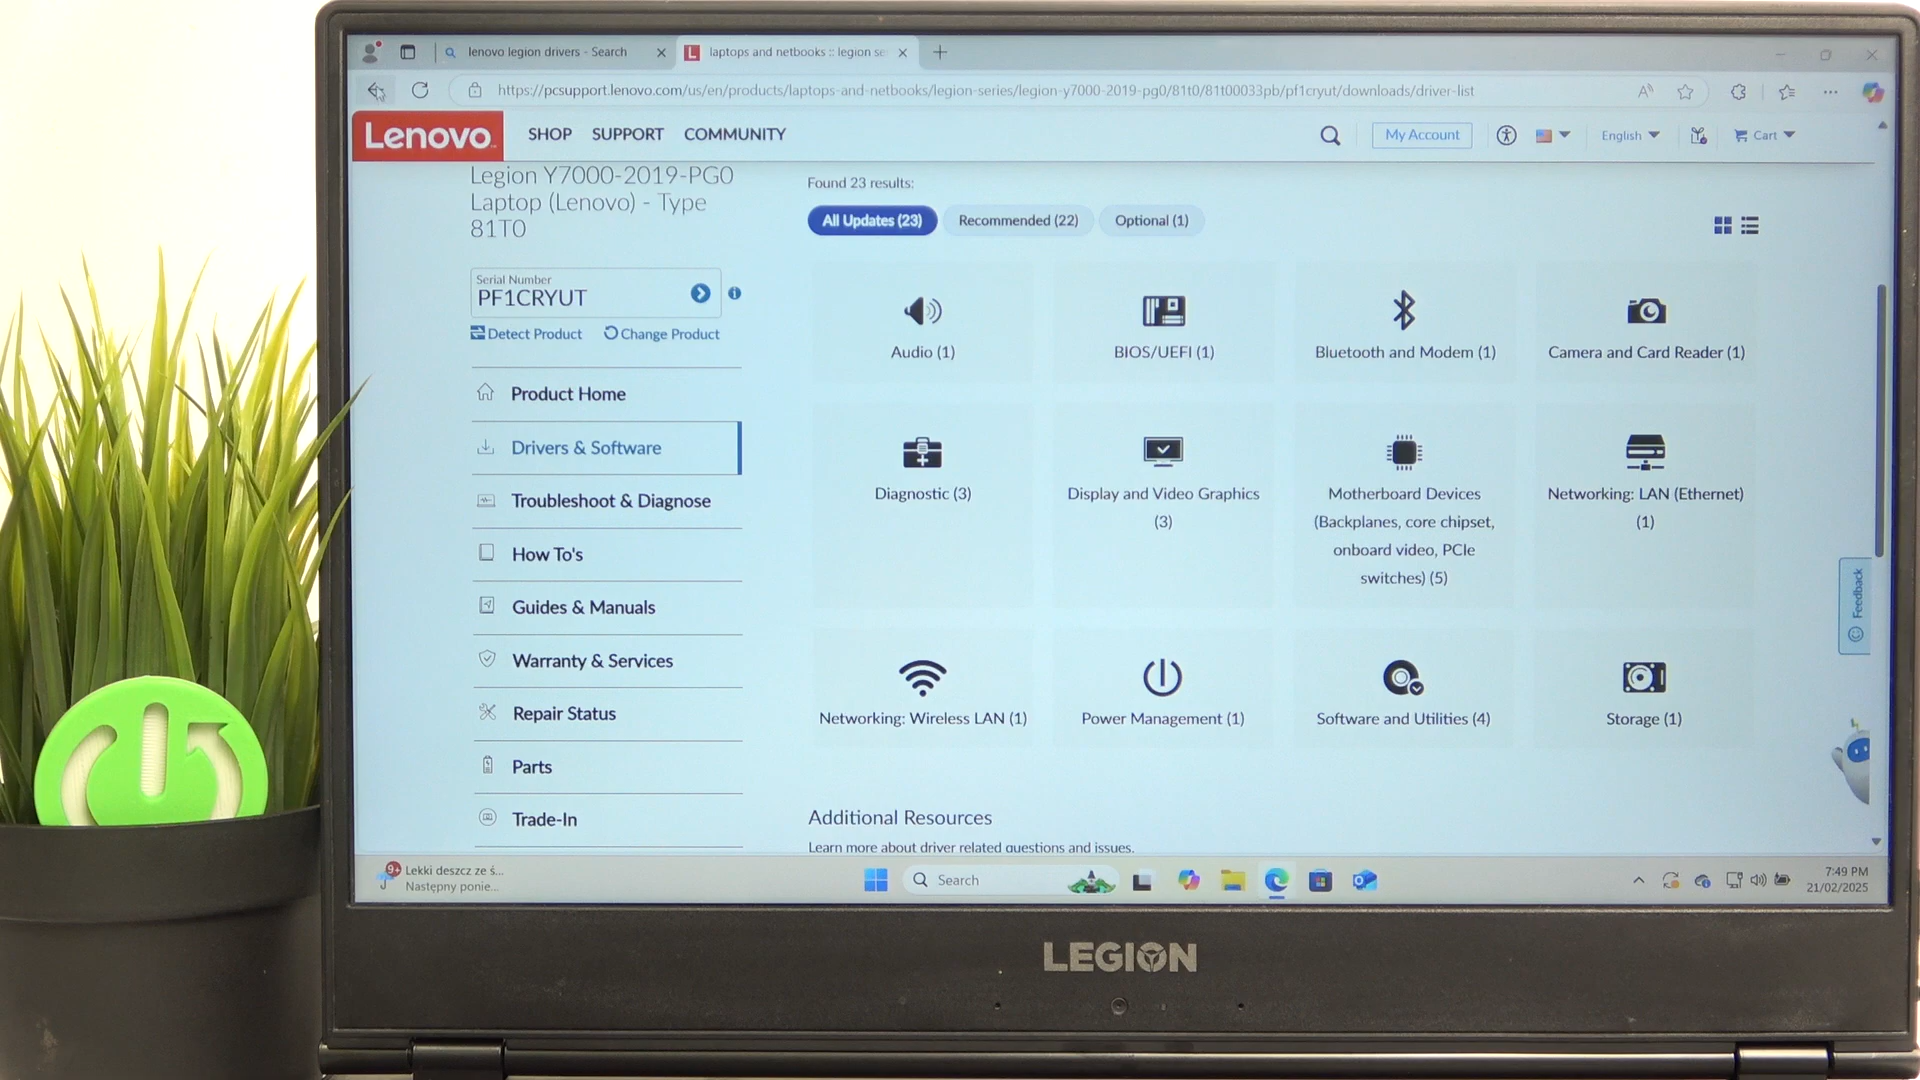 lenovo legion drivers - Search
L laptops and netbooks :: legion se
https://pcsupport.lenovo.com/us/en/products/laptops-and-netbooks/legion-series/legion-y7000-2019-pg0/81t0/81t00033pb/pf1cryut/downloads/driver-list
Lenovo
SHOP SUPPORT COMMUNITY
My Account
English
Cart
Legion Y7000-2019-PG0
Laptop (Lenovo) - Type
81T0
Serial Number
PF1CRYUT
Detect Product Change Product
Product Home
Drivers & Software
Troubleshoot & Diagnose
How To's
Guides & Manuals
Warranty & Services
Repair Status
Parts
Trade-In
Found 23 results:
All Updates (23) Recommended (22) Optional (1)
Audio (1)
BIOS/UEFI (1)
Bluetooth and Modem (1)
Camera and Card Reader (1)
Diagnostic (3)
Display and Video Graphics
(3)
Motherboard Devices
(Backplanes, core chipset,
onboard video, PCIe
switches) (5)
Networking: LAN (Ethernet)
(1)
Networking: Wireless LAN (1)
Power Management (1)
Software and Utilities (4)
Storage (1)
Feedback
Additional Resources
Learn more about driver related questions and issues.
9+
Lekki deszcz ze ś...
Następny ponie...
Search
7:49 PM
21/02/2025
LEGION